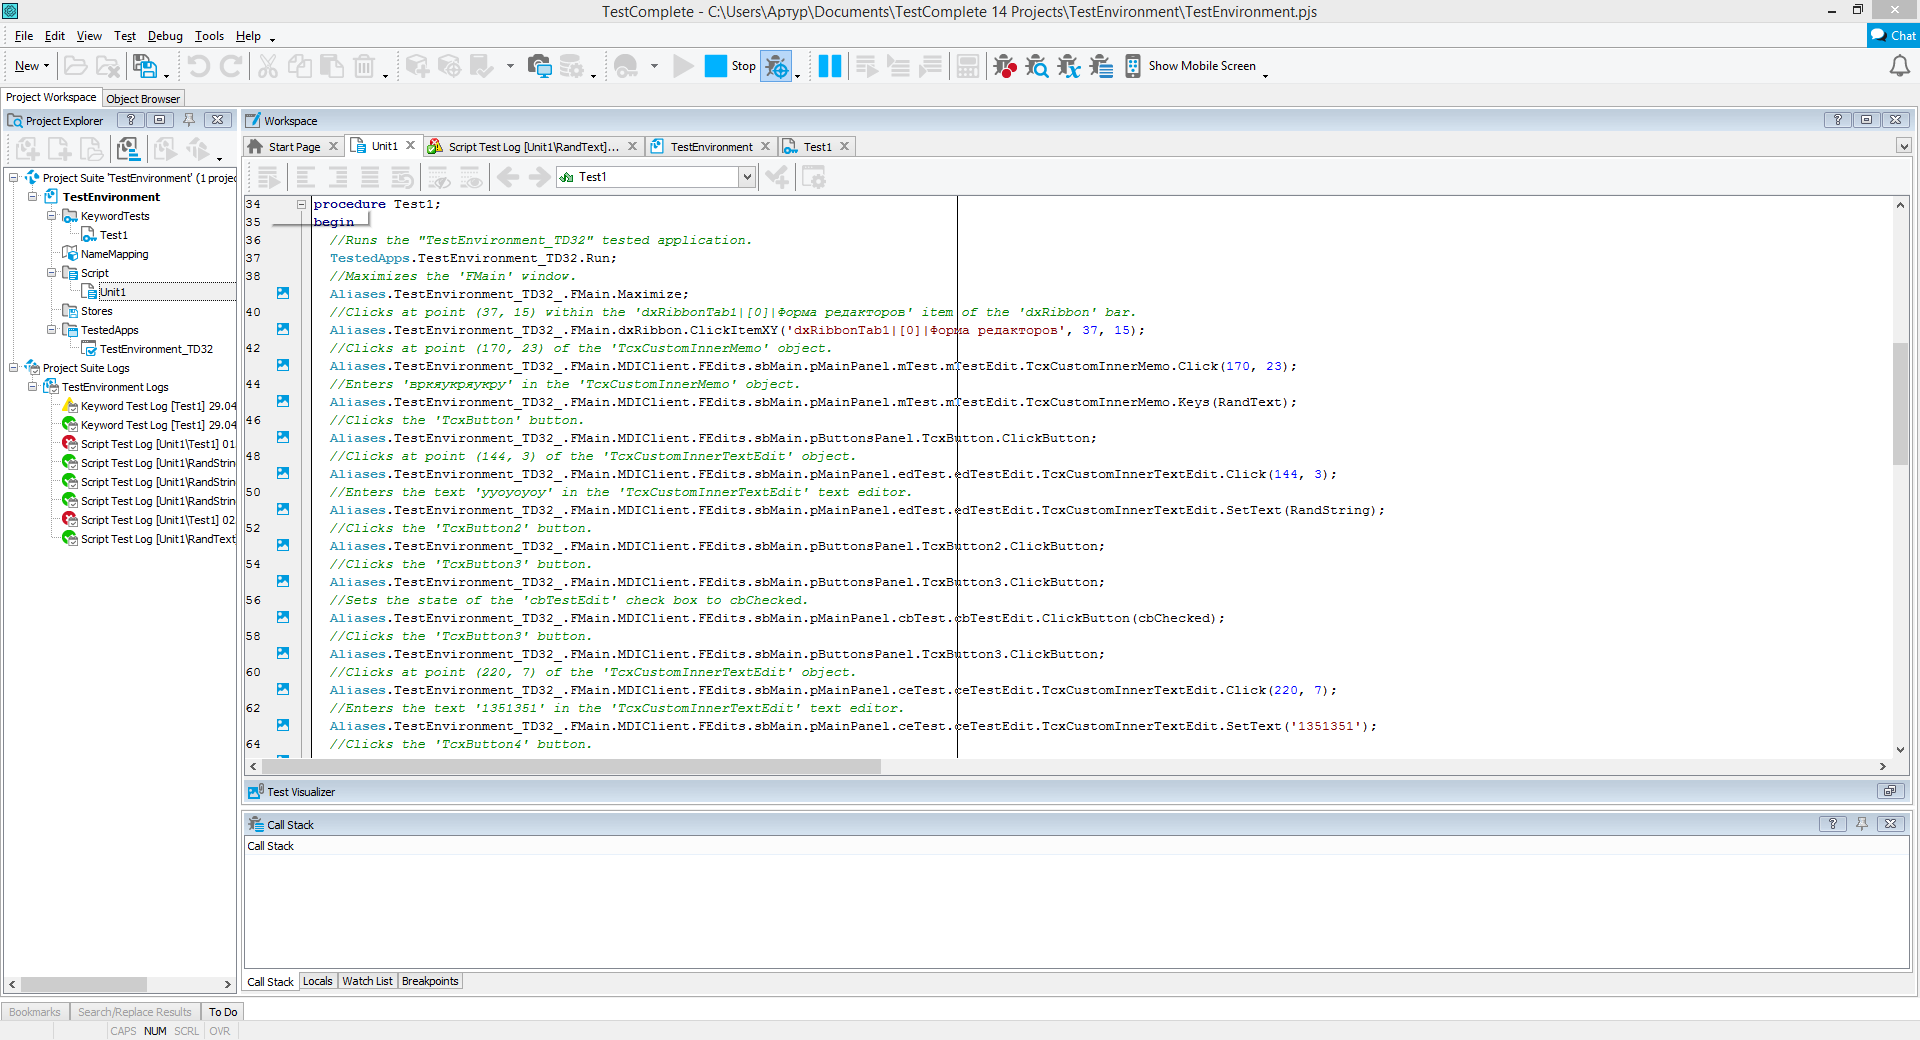 TestComplete - C:\Users\Артур\Documents\TestComplete 14 Projects\TestEnvironment\TestEnvironment.pjs
File Edit View Test Debug Tools Help
Chat
New Stop Show Mobile Screen
Project Workspace Object Browser
Project Explorer ?
Workspace ?
Start Page Unit1 Script Test Log [Unit1\RandText]... TestEnvironment Test1
Test1
Project Suite 'TestEnvironment' (1 projec
TestEnvironment
KeywordTests
Test1
NameMapping
Script
Unit1
Stores
TestedApps
TestEnvironment_TD32
Project Suite Logs
TestEnvironment Logs
Keyword Test Log [Test1] 29.04
Keyword Test Log [Test1] 29.04
Script Test Log [Unit1\Test1] 01
Script Test Log [Unit1\RandStrin
Script Test Log [Unit1\RandStrin
Script Test Log [Unit1\RandStrin
Script Test Log [Unit1\Test1] 02
Script Test Log [Unit1\RandText
34 procedure Test1;
35 begin
36 //Runs the "TestEnvironment_TD32" tested application.
37 TestedApps.TestEnvironment_TD32.Run;
38 //Maximizes the 'FMain' window.
Aliases.TestEnvironment_TD32_.FMain.Maximize;
40 //Clicks at point (37, 15) within the 'dxRibbonTab1|[0]|Форма редакторов' item of the 'dxRibbon' bar.
Aliases.TestEnvironment_TD32_.FMain.dxRibbon.ClickItemXY('dxRibbonTab1|[0]|Форма редакторов', 37, 15);
42 //Clicks at point (170, 23) of the 'TcxCustomInnerMemo' object.
Aliases.TestEnvironment_TD32_.FMain.MDIClient.FEdits.sbMain.pMainPanel.mTest.mTestEdit.TcxCustomInnerMemo.Click(170, 23);
44 //Enters 'вркяукряукру' in the 'TcxCustomInnerMemo' object.
Aliases.TestEnvironment_TD32_.FMain.MDIClient.FEdits.sbMain.pMainPanel.mTest.mTestEdit.TcxCustomInnerMemo.Keys(RandText);
46 //Clicks the 'TcxButton' button.
Aliases.TestEnvironment_TD32_.FMain.MDIClient.FEdits.sbMain.pButtonsPanel.TcxButton.ClickButton;
48 //Clicks at point (144, 3) of the 'TcxCustomInnerTextEdit' object.
Aliases.TestEnvironment_TD32_.FMain.MDIClient.FEdits.sbMain.pMainPanel.edTest.edTestEdit.TcxCustomInnerTextEdit.Click(144, 3);
50 //Enters the text 'yyoyoyoy' in the 'TcxCustomInnerTextEdit' text editor.
Aliases.TestEnvironment_TD32_.FMain.MDIClient.FEdits.sbMain.pMainPanel.edTest.edTestEdit.TcxCustomInnerTextEdit.SetText(RandString);
52 //Clicks the 'TcxButton2' button.
Aliases.TestEnvironment_TD32_.FMain.MDIClient.FEdits.sbMain.pButtonsPanel.TcxButton2.ClickButton;
54 //Clicks the 'TcxButton3' button.
Aliases.TestEnvironment_TD32_.FMain.MDIClient.FEdits.sbMain.pButtonsPanel.TcxButton3.ClickButton;
56 //Sets the state of the 'cbTestEdit' check box to cbChecked.
Aliases.TestEnvironment_TD32_.FMain.MDIClient.FEdits.sbMain.pMainPanel.cbTest.cbTestEdit.ClickButton(cbChecked);
58 //Clicks the 'TcxButton3' button.
Aliases.TestEnvironment_TD32_.FMain.MDIClient.FEdits.sbMain.pButtonsPanel.TcxButton3.ClickButton;
60 //Clicks at point (220, 7) of the 'TcxCustomInnerTextEdit' object.
Aliases.TestEnvironment_TD32_.FMain.MDIClient.FEdits.sbMain.pMainPanel.ceTest.ceTestEdit.TcxCustomInnerTextEdit.Click(220, 7);
62 //Enters the text '1351351' in the 'TcxCustomInnerTextEdit' text editor.
Aliases.TestEnvironment_TD32_.FMain.MDIClient.FEdits.sbMain.pMainPanel.ceTest.ceTestEdit.TcxCustomInnerTextEdit.SetText('1351351');
64 //Clicks the 'TcxButton4' button.
Test Visualizer
Call Stack ?
Call Stack
Call Stack Locals Watch List Breakpoints
Bookmarks Search/Replace Results To Do
CAPS NUM SCRL OVR